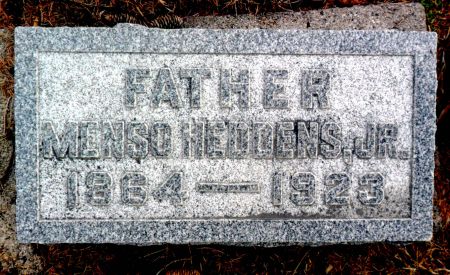 FATHER
MENSO HEDDENS, JR.
1864 — 1923